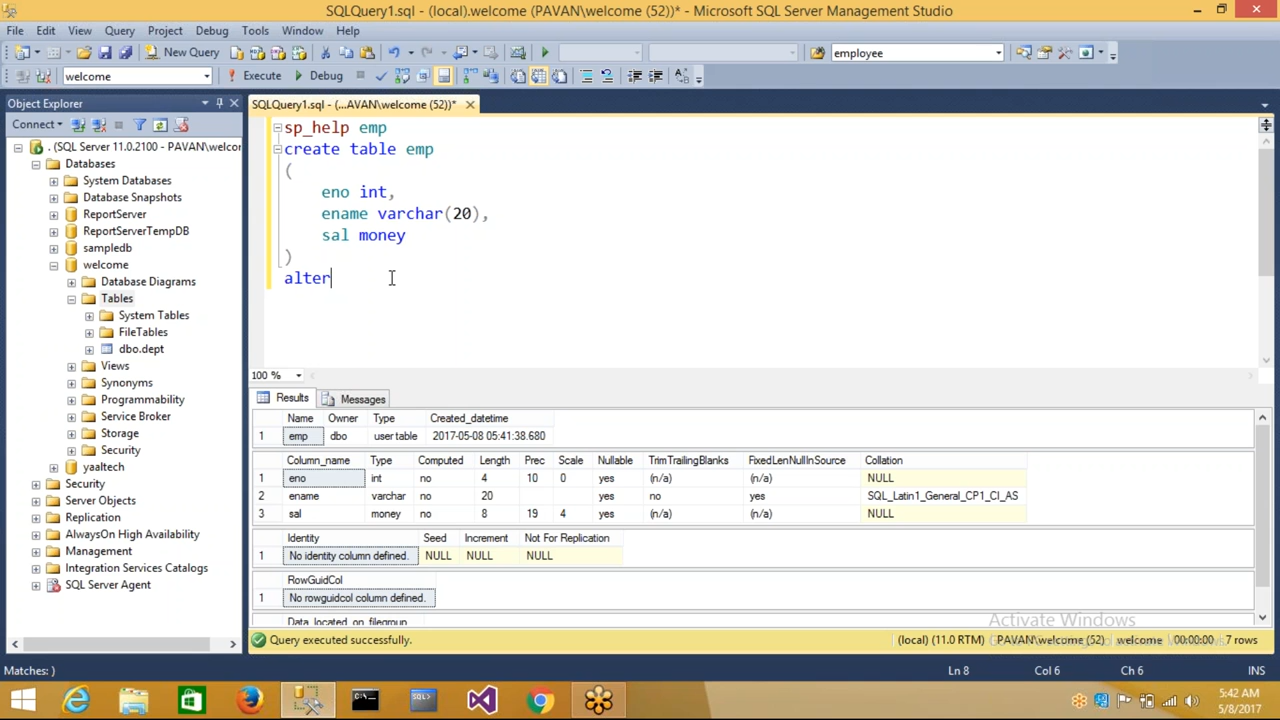 SQLQuery1.sql - (local).welcome (PAVAN\welcome (52))* - Microsoft SQL Server Management Studio
File Edit View Query Project Debug Tools Window Help
New Query employee
welcome Execute Debug
Object Explorer
Connect
. (SQL Server 11.0.2100 - PAVAN\welcor
Databases
System Databases
Database Snapshots
ReportServer
ReportServerTempDB
sampledb
welcome
Database Diagrams
Tables
System Tables
FileTables
dbo.dept
Views
Synonyms
Programmability
Service Broker
Storage
Security
yaaltech
Security
Server Objects
Replication
AlwaysOn High Availability
Management
Integration Services Catalogs
SQL Server Agent
SQLQuery1.sql - (...AVAN\welcome (52))*
sp_help emp
create table emp
(
eno int,
ename varchar(20),
sal money
)
alter
100 %
Results Messages
Name Owner Type Created_datetime
1 emp dbo user table 2017-05-08 05:41:38.680
Column_name Type Computed Length Prec Scale Nullable TrimTrailingBlanks FixedLenNullInSource Collation
1 eno int no 4 10 0 yes (n/a) (n/a) NULL
2 ename varchar no 20 yes no yes SQL_Latin1_General_CP1_CI_AS
3 sal money no 8 19 4 yes (n/a) (n/a) NULL
Identity Seed Increment Not For Replication
1 No identity column defined. NULL NULL NULL
RowGuidCol
1 No rowguidcol column defined.
Data_located_on_filegroup
Activate Windows
Query executed successfully. (local) (11.0 RTM) PAVAN\welcome (52) welcome 00:00:00 7 rows
Matches: ) Ln 8 Col 6 Ch 6 INS
5:42 AM
5/8/2017